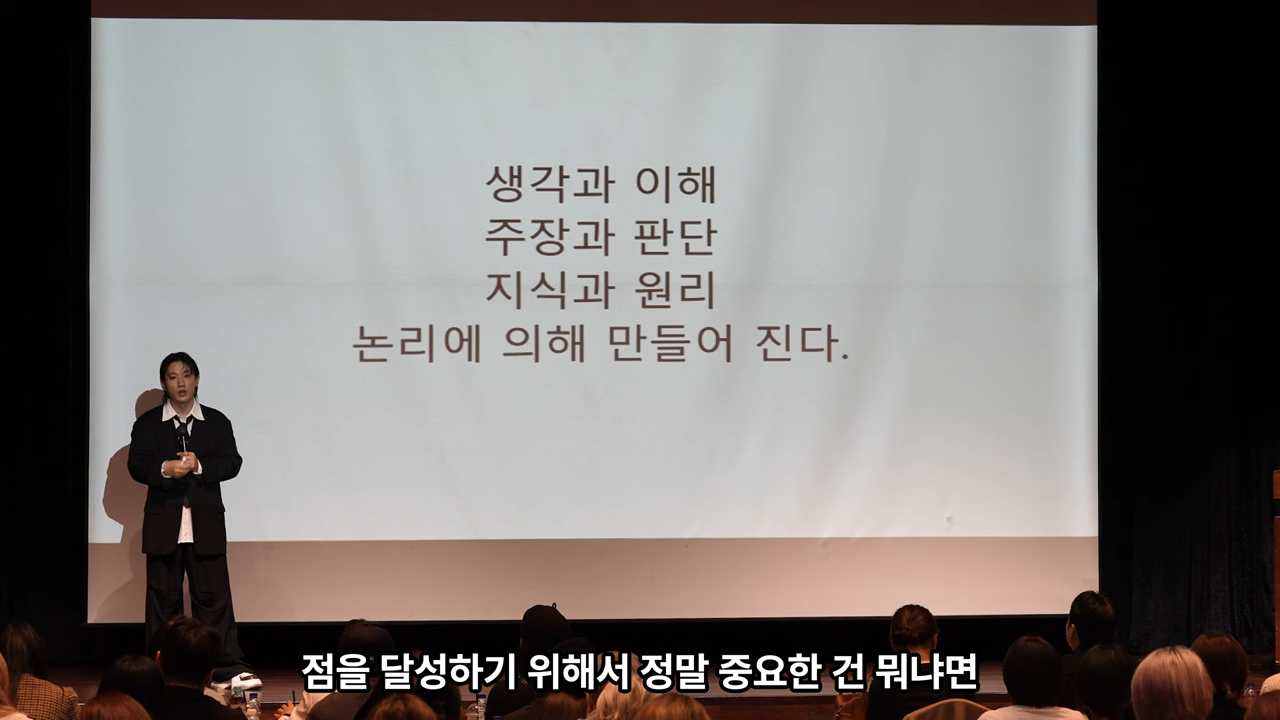 생각과 이해
주장과 판단
지식과 원리
논리에 의해 만들어 진다.
점을 달성하기 위해서 정말 중요한 건 뭐냐면